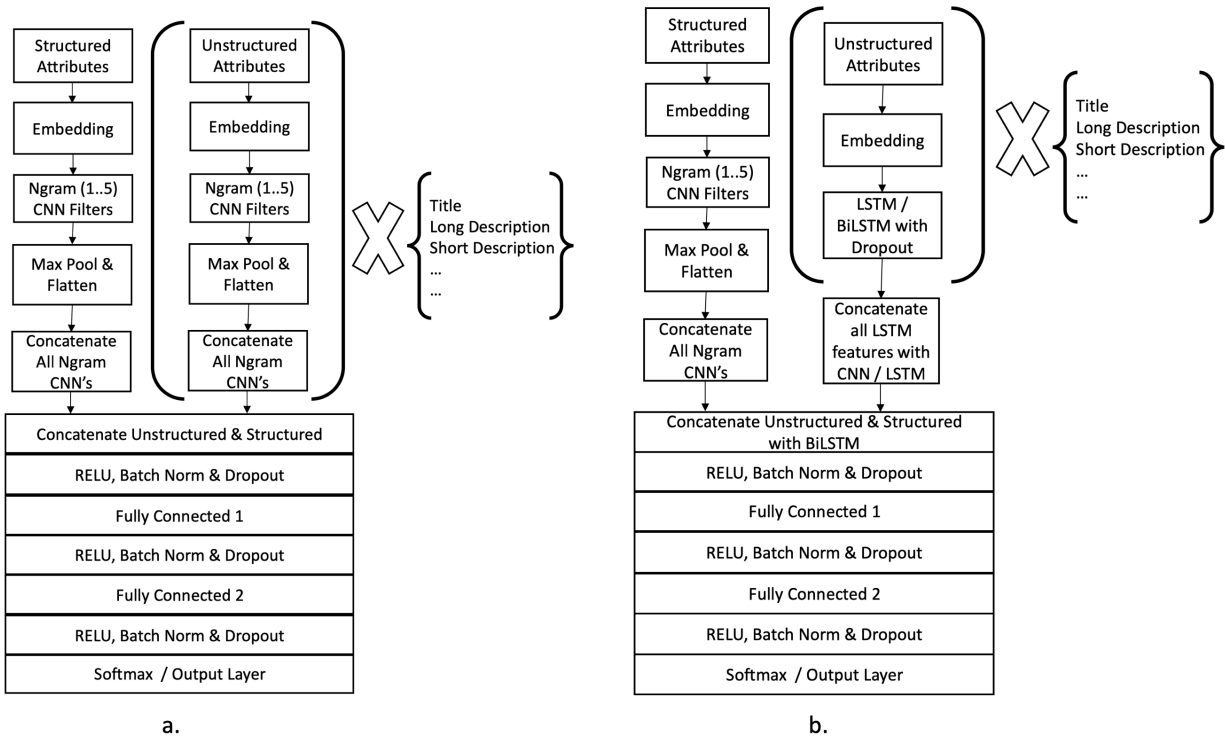 Structured
Attributes
Embedding
Ngram (1..5)
CNN Filters
Max Pool &
Flatten
Concatenate
All Ngram
CNN's
Unstructured
Attributes
Embedding
Ngram (1..5)
CNN Filters
Max Pool &
Flatten
Concatenate
All Ngram
CNN's
Title
Long Description
Short Description
...
...
Concatenate Unstructured & Structured
RELU, Batch Norm & Dropout
Fully Connected 1
RELU, Batch Norm & Dropout
Fully Connected 2
RELU, Batch Norm & Dropout
Softmax / Output Layer
a.
Structured
Attributes
Embedding
Ngram (1..5)
CNN Filters
Max Pool &
Flatten
Concatenate
All Ngram
CNN's
Unstructured
Attributes
Embedding
LSTM /
BiLSTM with
Dropout
Concatenate
all LSTM
features with
CNN / LSTM
Title
Long Description
Short Description
...
...
Concatenate Unstructured & Structured
with BiLSTM
RELU, Batch Norm & Dropout
Fully Connected 1
RELU, Batch Norm & Dropout
Fully Connected 2
RELU, Batch Norm & Dropout
Softmax / Output Layer
b.